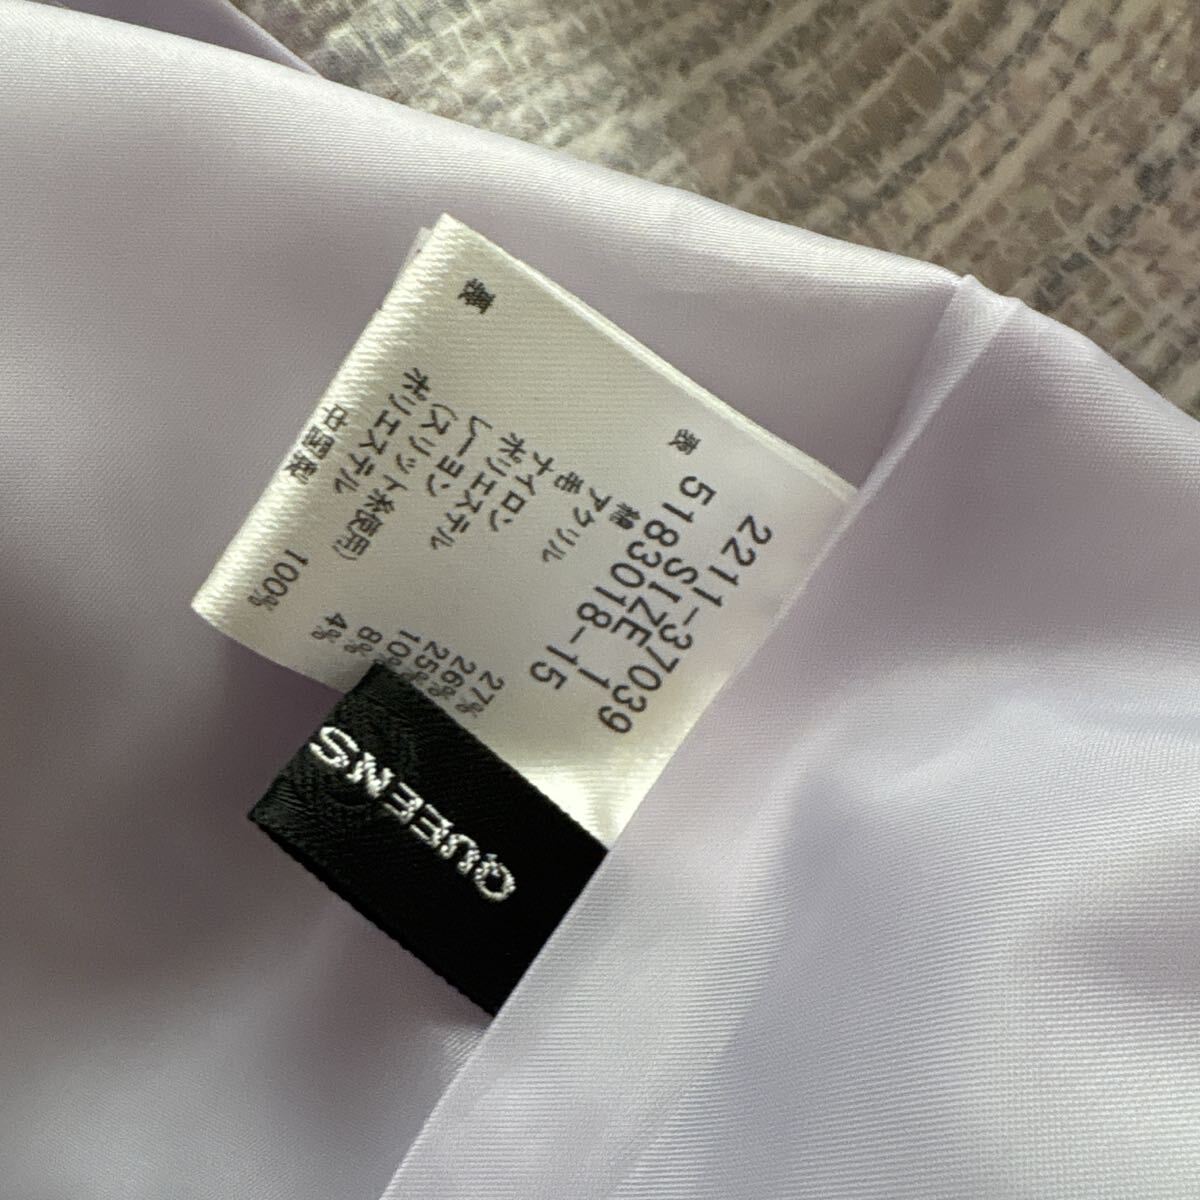 2211-37039
SIZE 1
5183018-15
表
綿 27%
アクリル 26%
毛 25%
ナイロン 10%
ポリエステル 8%
レーヨン 4%
(スリット糸使用)
裏
ポリエステル 100%
中国製
QUEENS